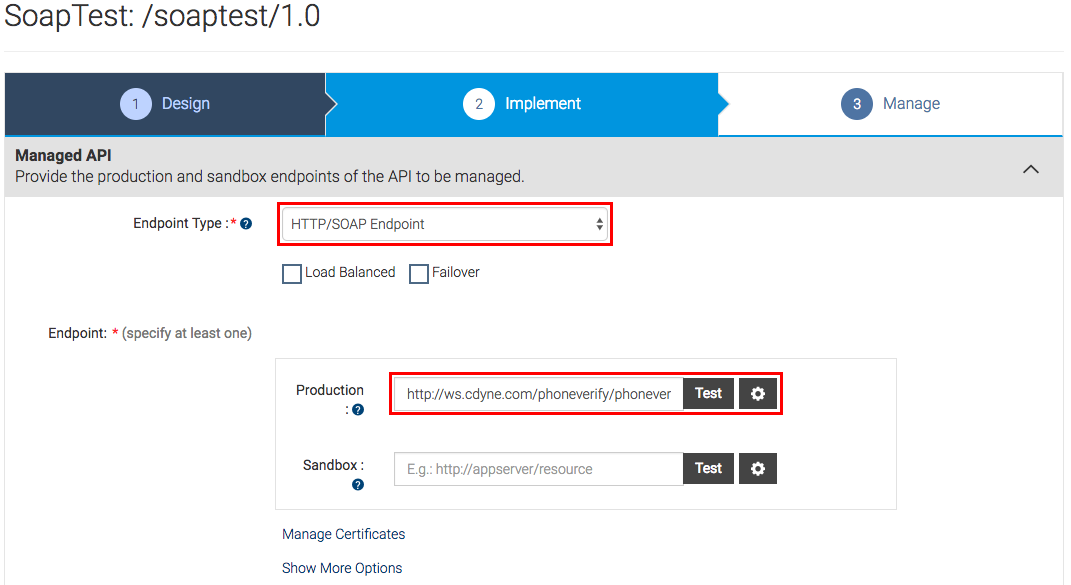 SoapTest: /soaptest/1.0
1 Design 2 Implement 3 Manage
Managed API
Provide the production and sandbox endpoints of the API to be managed.
Endpoint Type :* ? HTTP/SOAP Endpoint
Load Balanced Failover
Endpoint: * (specify at least one)
Production http://ws.cdyne.com/phoneverify/phonever Test
: ?
Sandbox : E.g.: http://appserver/resource Test
?
Manage Certificates
Show More Options